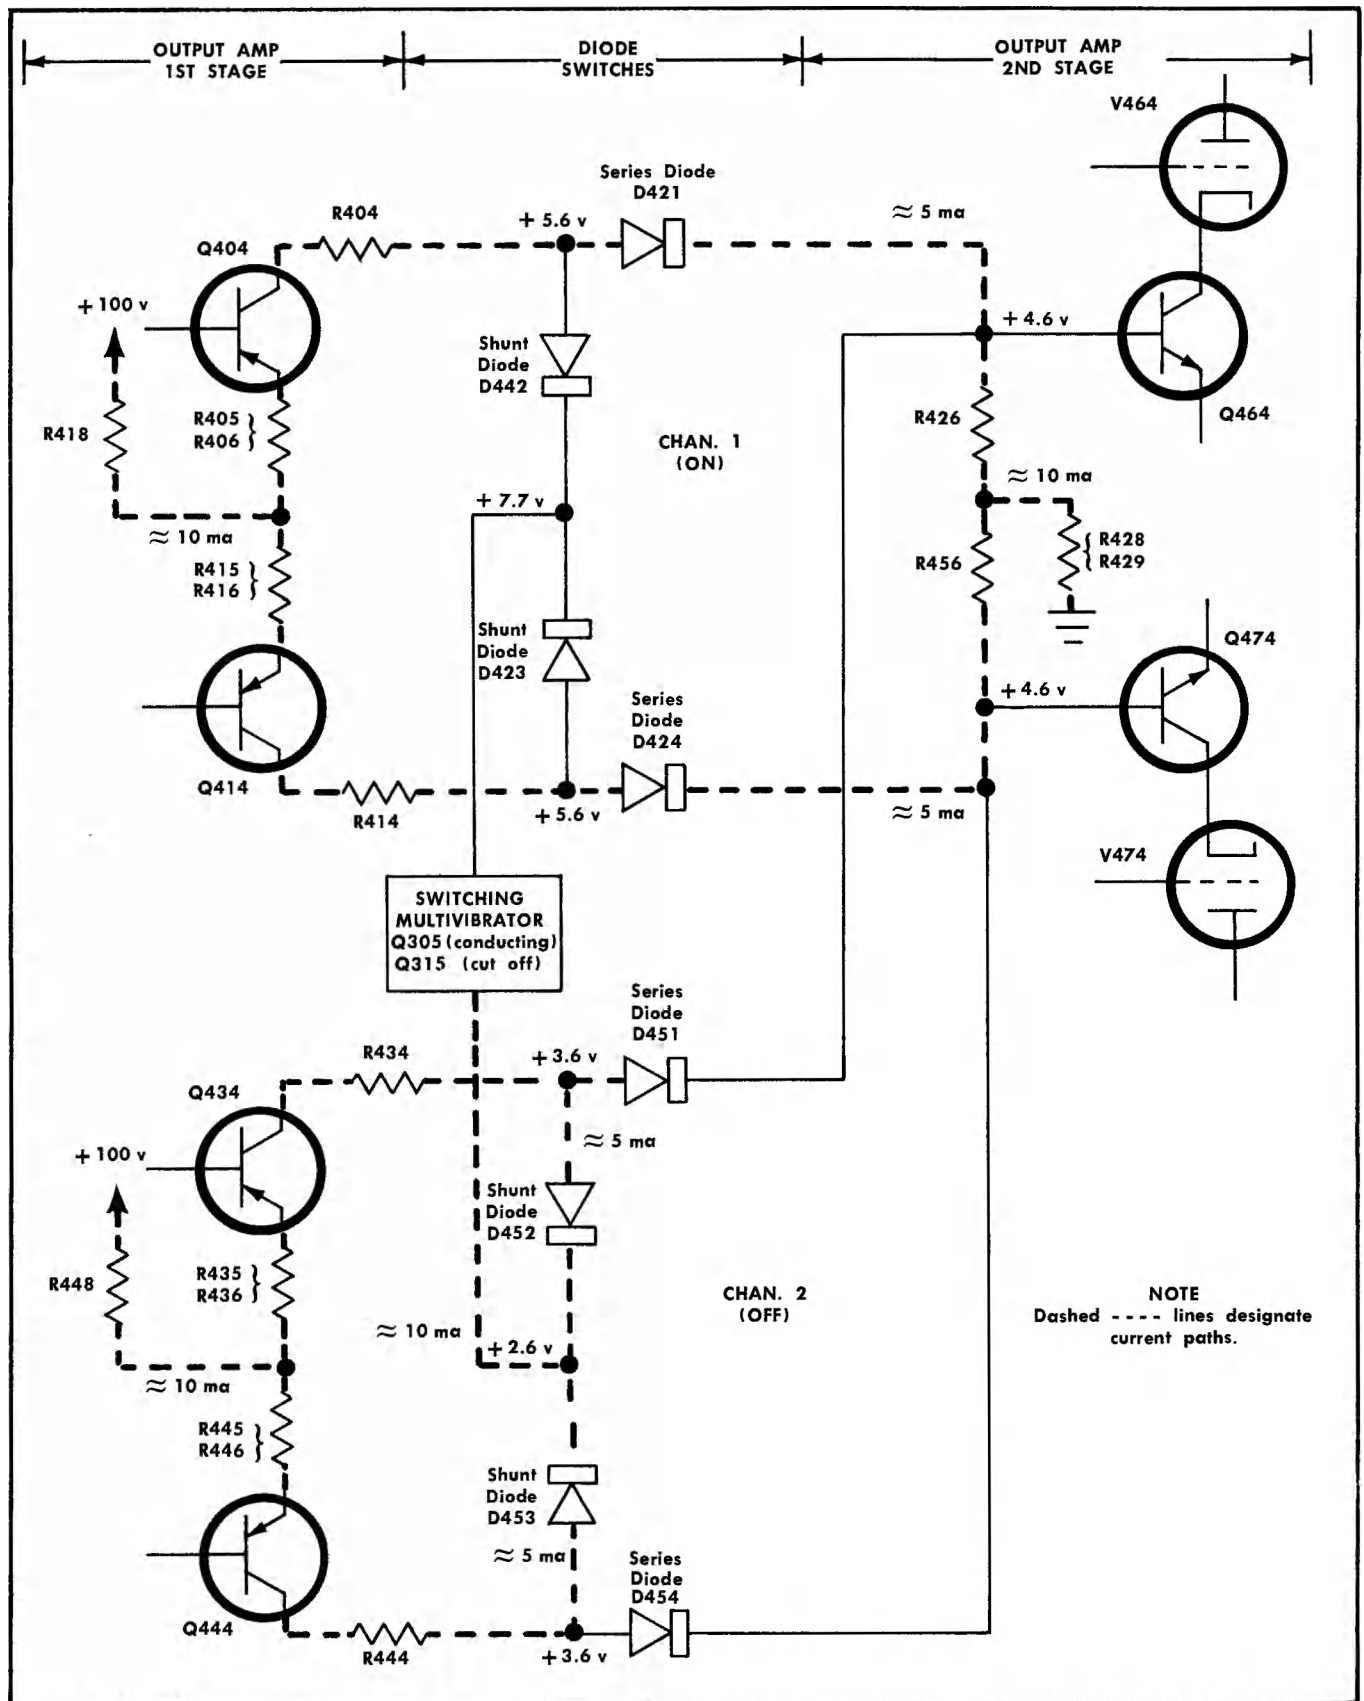 OUTPUT AMP
1ST STAGE
DIODE
SWITCHES
OUTPUT AMP
2ND STAGE
V464
Series Diode
D421
R404
+ 5.6 v
≈ 5 ma
Q404
+ 100 v
+ 4.6 v
Shunt
Diode
D442
R418
R405
R406
R426
Q464
CHAN. 1
(ON)
≈ 10 ma
+ 7.7 v
≈ 10 ma
R415
R416
R456
R428
R429
Shunt
Diode
D423
Q474
Series
Diode
D424
+ 4.6 v
Q414
R414
+ 5.6 v
≈ 5 ma
V474
SWITCHING
MULTIVIBRATOR
Q305 (conducting)
Q315 (cut off)
Series
Diode
D451
R434
+ 3.6 v
Q434
≈ 5 ma
+ 100 v
Shunt
Diode
D452
R448
R435
R436
CHAN. 2
(OFF)
NOTE
Dashed ---- lines designate
current paths.
≈ 10 ma
+ 2.6 v
≈ 10 ma
R445
R446
Shunt
Diode
D453
≈ 5 ma
Series
Diode
D454
Q444
R444
+ 3.6 v